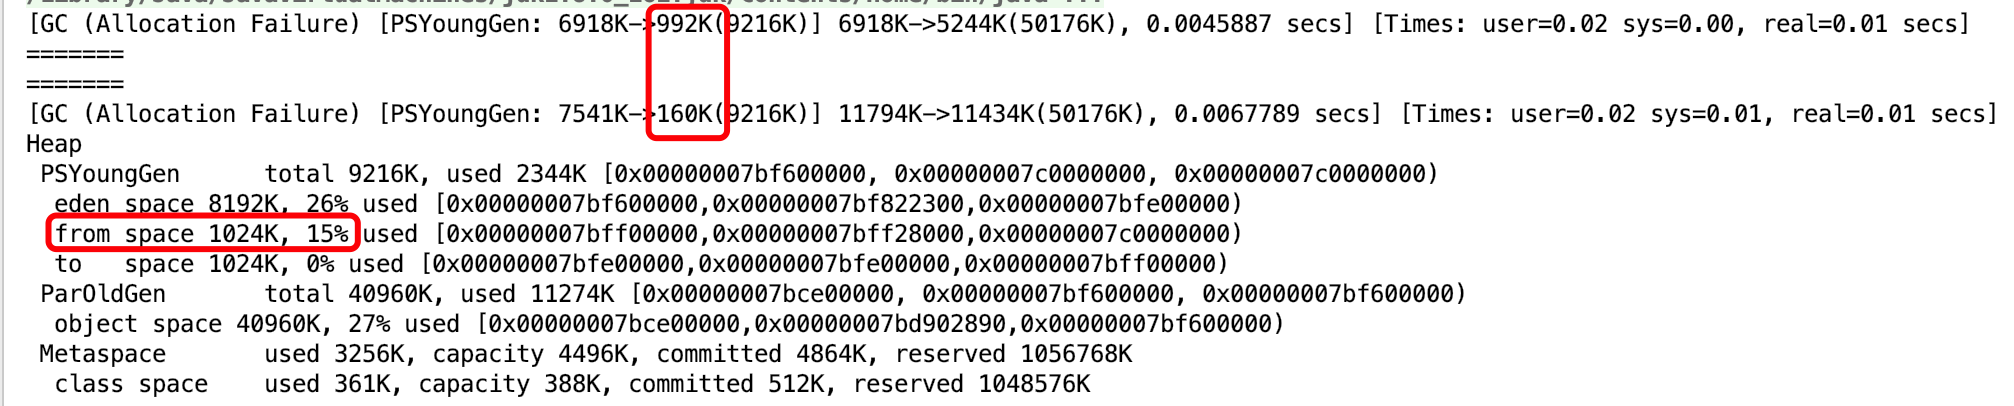 [GC (Allocation Failure) [PSYoungGen: 6918K->992K(9216K)] 6918K->5244K(50176K), 0.0045887 secs] [Times: user=0.02 sys=0.00, real=0.01 secs]
=======
=======
[GC (Allocation Failure) [PSYoungGen: 7541K->160K(9216K)] 11794K->11434K(50176K), 0.0067789 secs] [Times: user=0.02 sys=0.01, real=0.01 secs]
Heap
 PSYoungGen      total 9216K, used 2344K [0x00000007bf600000, 0x00000007c0000000, 0x00000007c0000000)
  eden space 8192K, 26% used [0x00000007bf600000,0x00000007bf822300,0x00000007bfe00000)
  from space 1024K, 15% used [0x00000007bff00000,0x00000007bff28000,0x00000007c0000000)
  to   space 1024K, 0% used [0x00000007bfe00000,0x00000007bfe00000,0x00000007bff00000)
 ParOldGen       total 40960K, used 11274K [0x00000007bce00000, 0x00000007bf600000, 0x00000007bf600000)
  object space 40960K, 27% used [0x00000007bce00000,0x00000007bd902890,0x00000007bf600000)
 Metaspace       used 3256K, capacity 4496K, committed 4864K, reserved 1056768K
  class space    used 361K, capacity 388K, committed 512K, reserved 1048576K